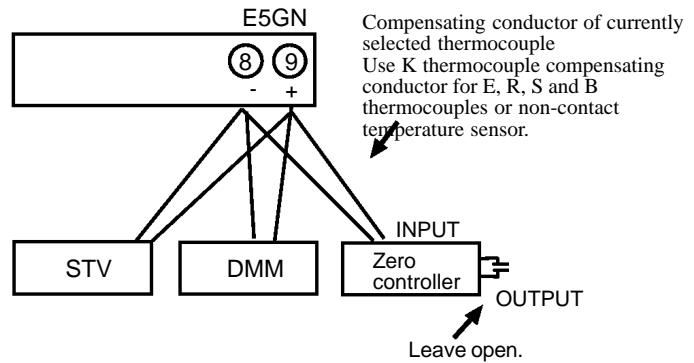 E5GN
8 9
- +
Compensating conductor of currently
selected thermocouple
Use K thermocouple compensating
conductor for E, R, S and B
thermocouples or non-contact
temperature sensor.
STV
DMM
INPUT
Zero
controller
OUTPUT
Leave open.